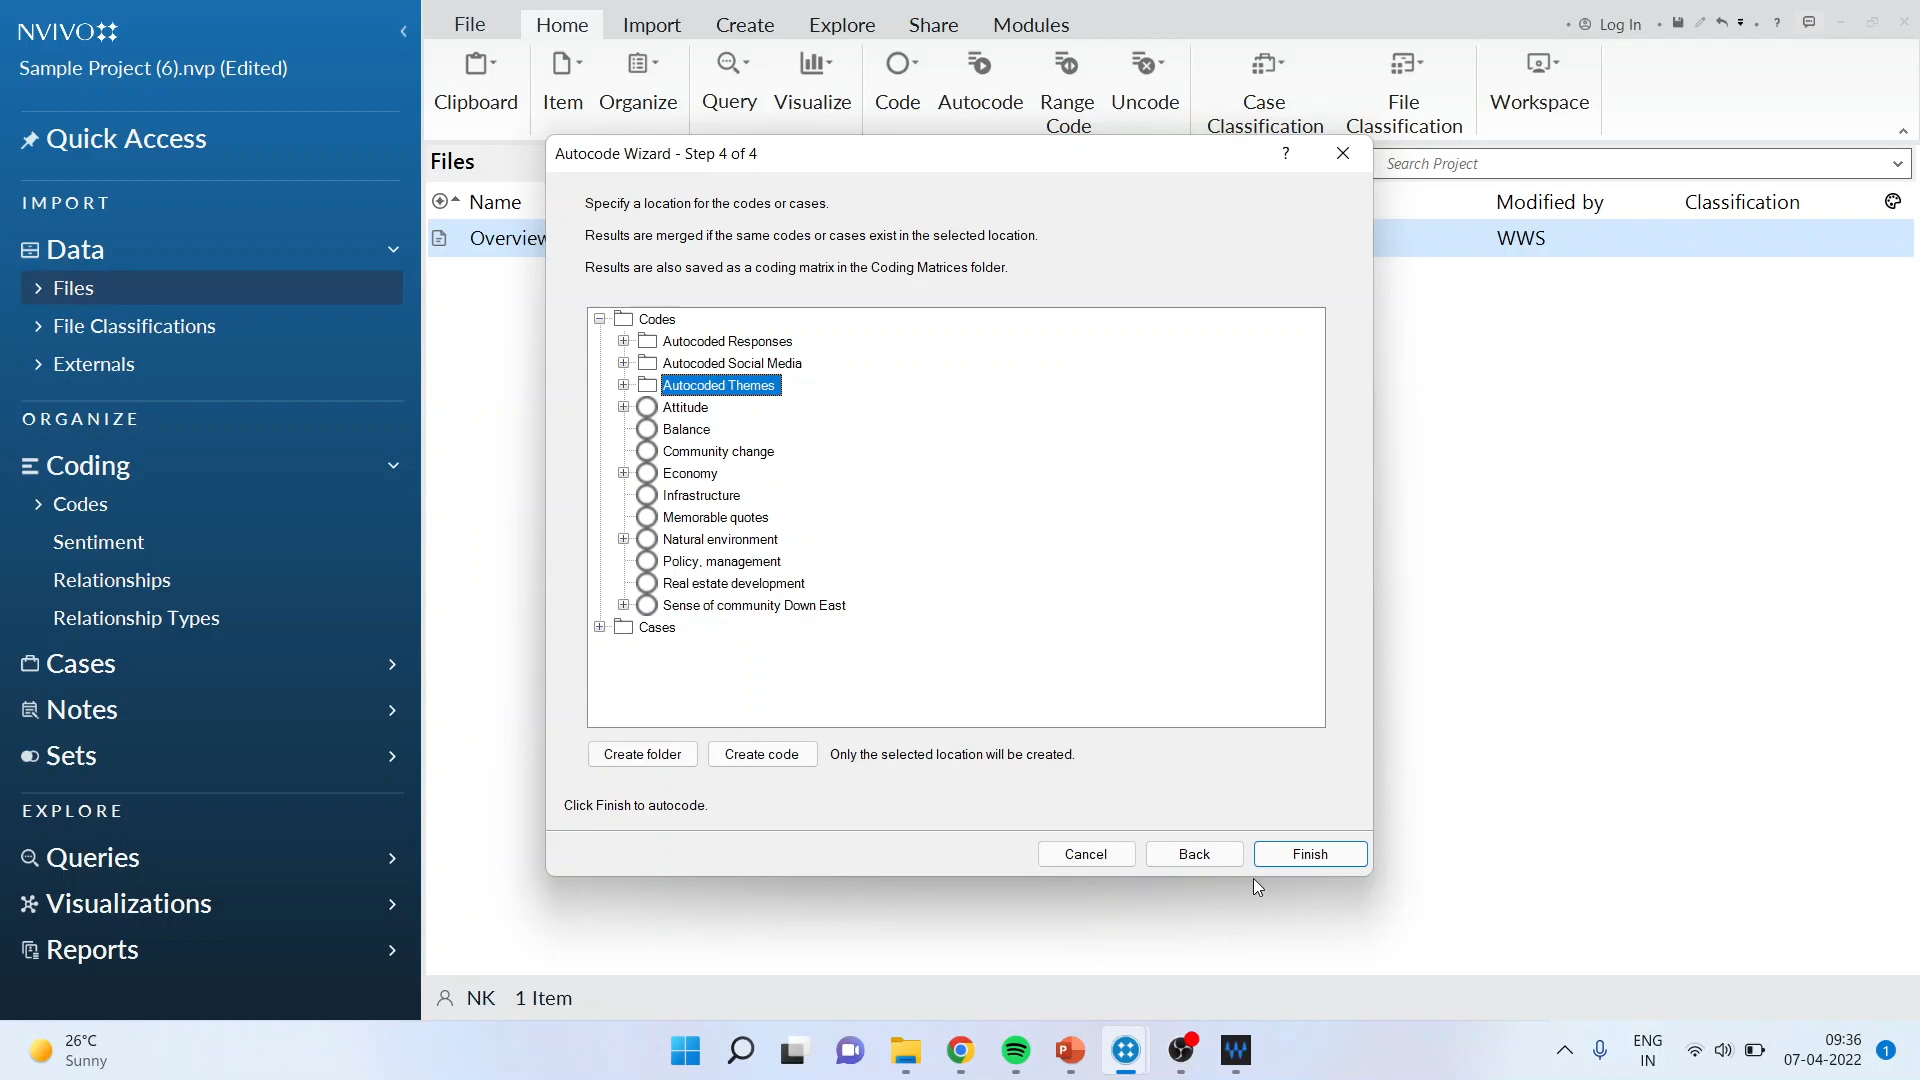 NVIVO
Sample Project (6).nvp (Edited)
Quick Access
IMPORT
Data
Files
File Classifications
Externals
ORGANIZE
Coding
Codes
Sentiment
Relationships
Relationship Types
Cases
Notes
Sets
EXPLORE
Queries
Visualizations
Reports
File Home Import Create Explore Share Modules
Log In ?
Clipboard Item Organize Query Visualize Code Autocode Range Code Uncode Case Classification File Classification Workspace
Files
Search Project
Name Modified by Classification
Overview WWS
Autocode Wizard - Step 4 of 4 ?
Specify a location for the codes or cases.
Results are merged if the same codes or cases exist in the selected location.
Results are also saved as a coding matrix in the Coding Matrices folder.
Codes
Autocoded Responses
Autocoded Social Media
Autocoded Themes
Attitude
Balance
Community change
Economy
Infrastructure
Memorable quotes
Natural environment
Policy, management
Real estate development
Sense of community Down East
Cases
Create folder Create code Only the selected location will be created.
Click Finish to autocode.
Cancel Back Finish
NK 1 Item
26°C
Sunny
ENG
IN
09:36
07-04-2022
1